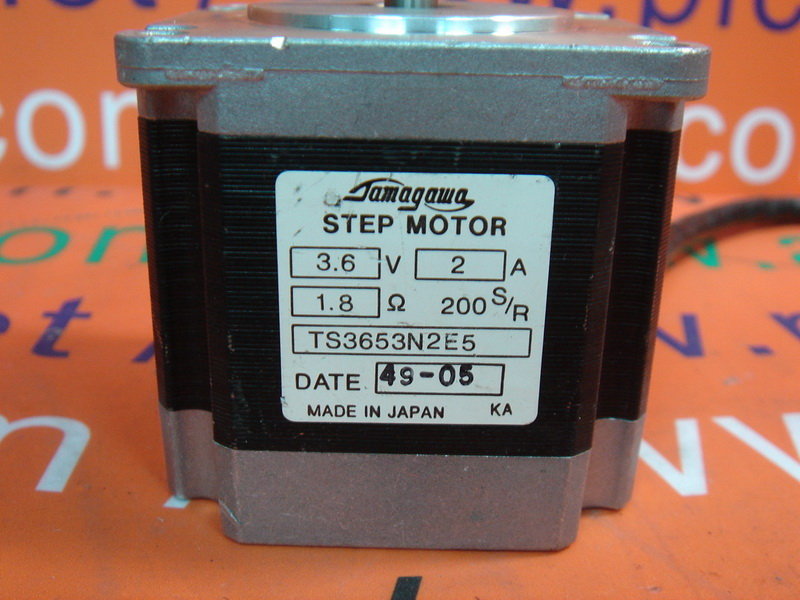 Tamagawa
STEP MOTOR
3.6 V 2 A
1.8 Ω 200 S/R
TS3653N2E5
DATE 49-05
MADE IN JAPAN KA